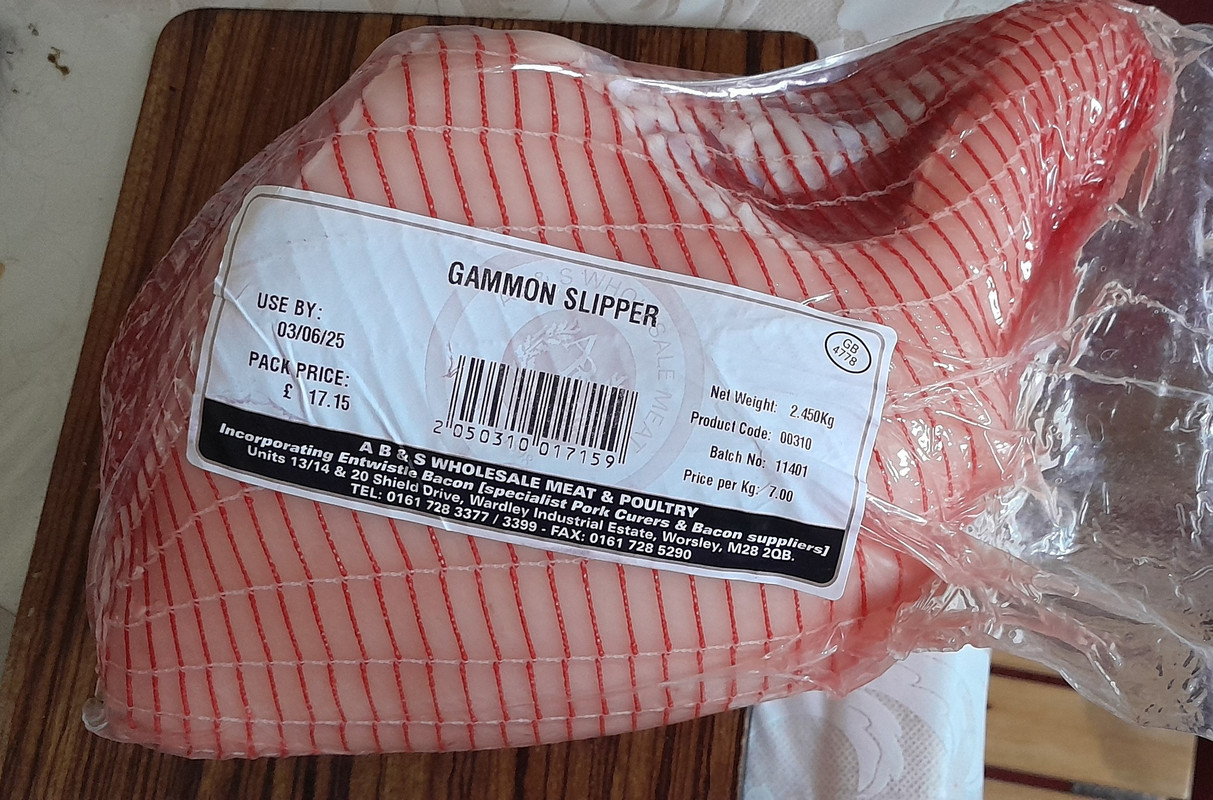 GAMMON SLIPPER
USE BY:
03/06/25
PACK PRICE:
£ 17.15
GB
4778
2 050310 017159
Net Weight: 2.450Kg
Product Code: 00310
Batch No: 11401
Price per Kg: 7.00
& S WHOLESALE MEAT
A B & S WHOLESALE MEAT & POULTRY
Incorporating Entwistle Bacon [specialist Pork Curers & Bacon suppliers]
Units 13/14 & 20 Shield Drive, Wardley Industrial Estate, Worsley, M28 2QB.
TEL: 0161 728 3377 / 3399 - FAX: 0161 728 5290